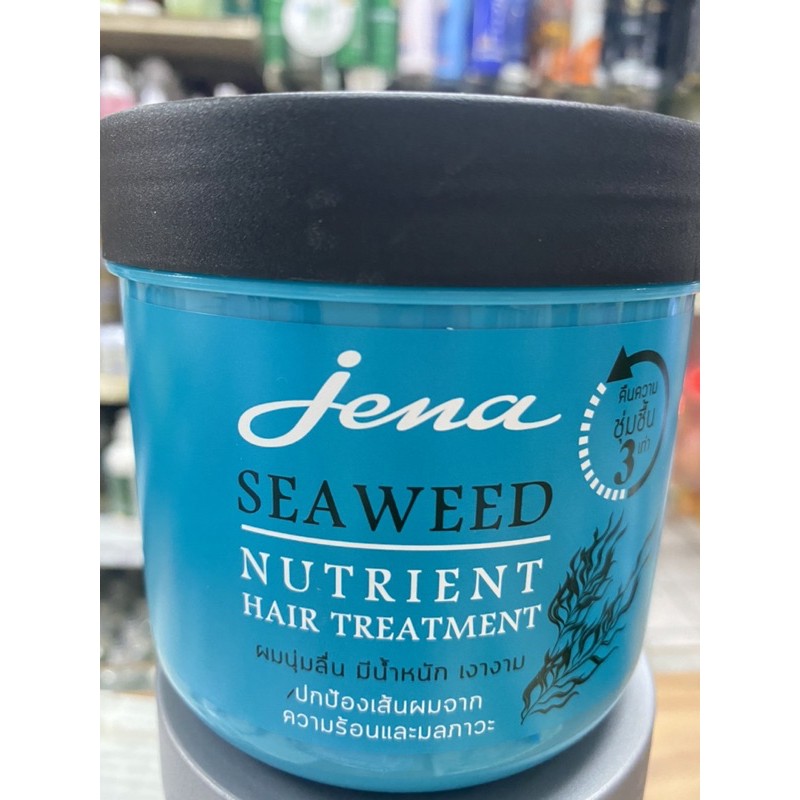 jena
คืนความ
ชุ่มชื้น
3 เท่า
SEAWEED
NUTRIENT
HAIR TREATMENT
ผมนุ่มลื่น มีน้ำหนัก เงางาม
ปกป้องเส้นผมจาก
ความร้อนและมลภาวะ